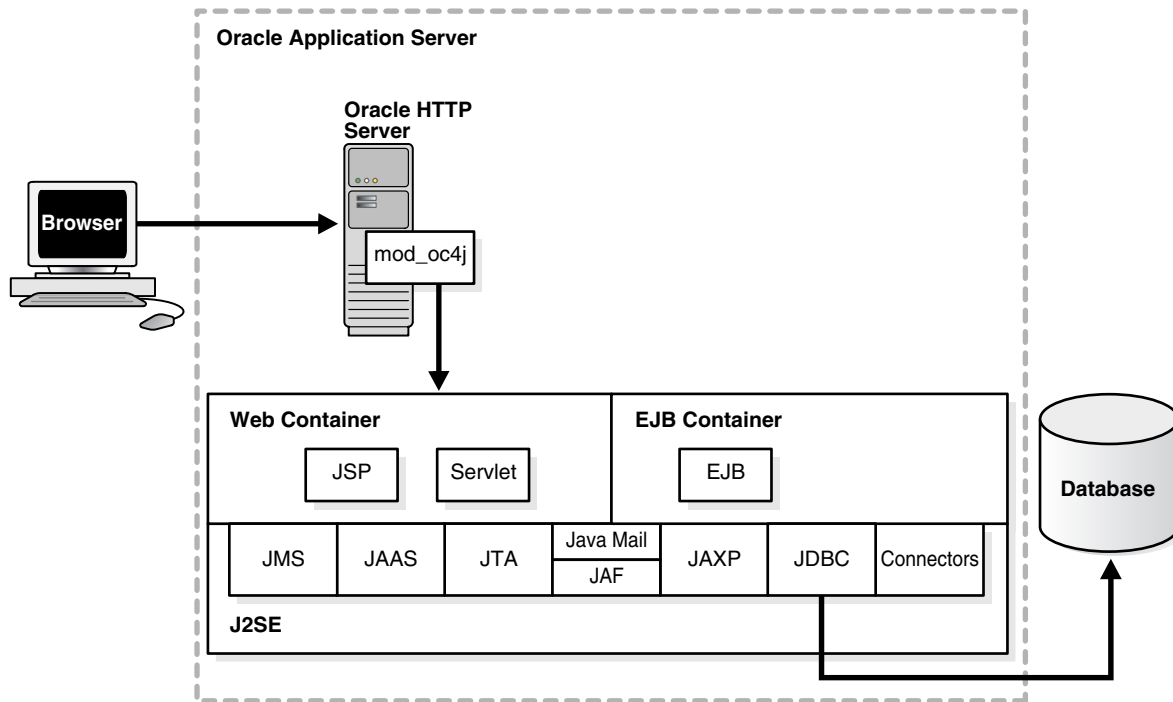 Oracle Application Server
Oracle HTTP
Server
Browser
mod_oc4j
Web Container
EJB Container
JSP
Servlet
EJB
Database
JMS
JAAS
JTA
Java Mail
JAF
JAXP
JDBC
Connectors
J2SE